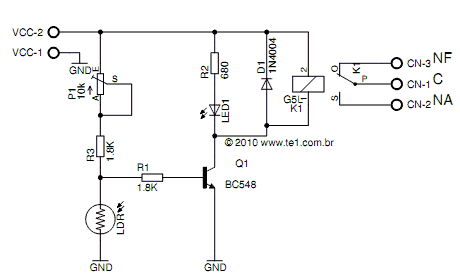 VCC-2
VCC-1
GND
P1
10k
E
S
A
R3
1.8K
R1
1.8K
LDR
GND
R2
680
LED1
D1
1N4004
2
1
G5L
K1
© 2010 www.te1.com.br
Q1
BC548
GND
O
K1
P
S
CN-3 NF
CN-1 C
CN-2 NA